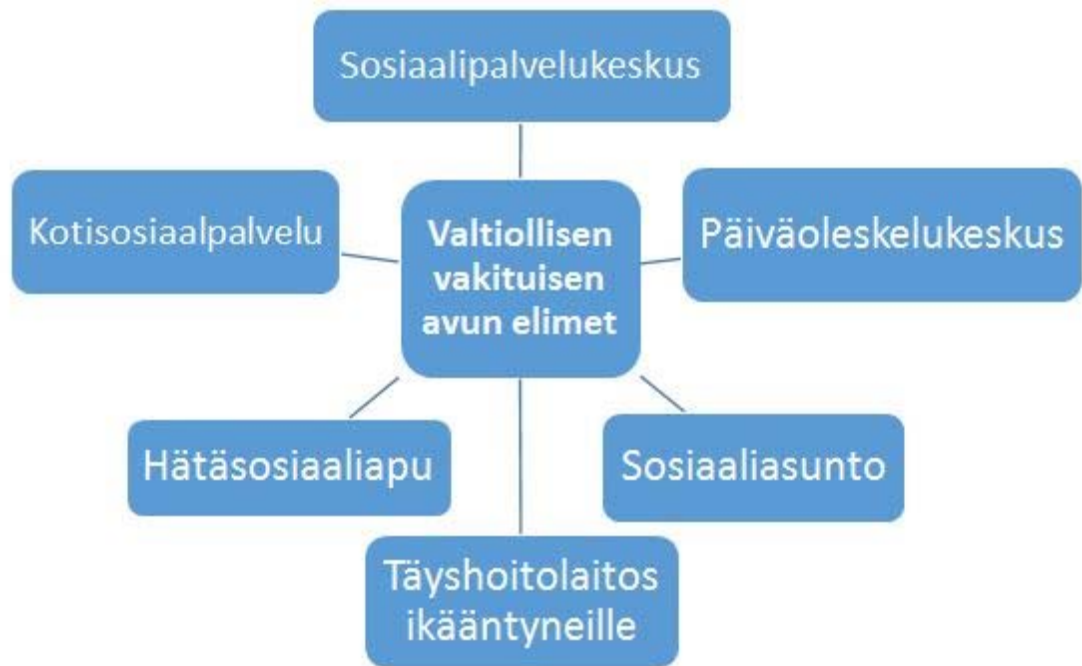 Sosiaalipalvelukeskus
Kotisosiaalpalvelu
Valtiollisen
vakituisen
avun elimet
Päiväoleskelukeskus
Hätäsosiaaliapu
Sosiaaliasunto
Täyshoitolaitos
ikääntyneille